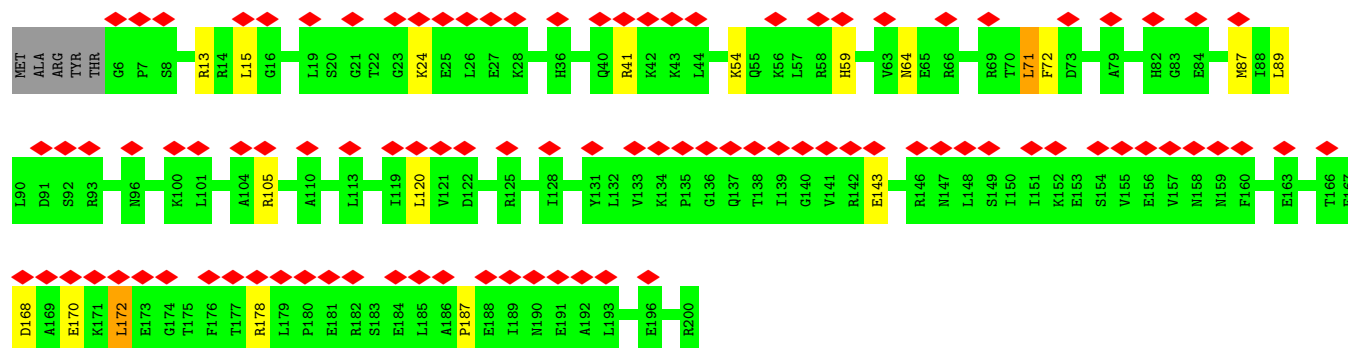 MET ALA ARG TYR THR G6 P7 S8 R13 R14 L15 G16 L19 S20 G21 T22 G23 K24 E25 L26 E27 K28 H36 Q40 R41 K42 K43 L44 K54 Q55 K56 L57 R58 H59 V63 N64 E65 R66 R69 T70 L71 F72 D73 A79 H82 G83 E84 M87 I88 L89
L90 D91 S92 R93 N96 K100 L101 A104 R105 A110 L113 I119 L120 V121 D122 R125 I128 Y131 L132 V133 K134 P135 G136 Q137 T138 I139 G140 V141 R142 E143 R146 N147 L148 S149 I150 I151 K152 E153 S154 V155 E156 V157 N158 N159 F160 E163 T166 F167
D168 A169 E170 K171 L172 E173 G174 T175 F176 T177 R178 L179 P180 E181 R182 S183 E184 L185 A186 P187 E188 I189 N190 E191 A192 L193 E196 R200